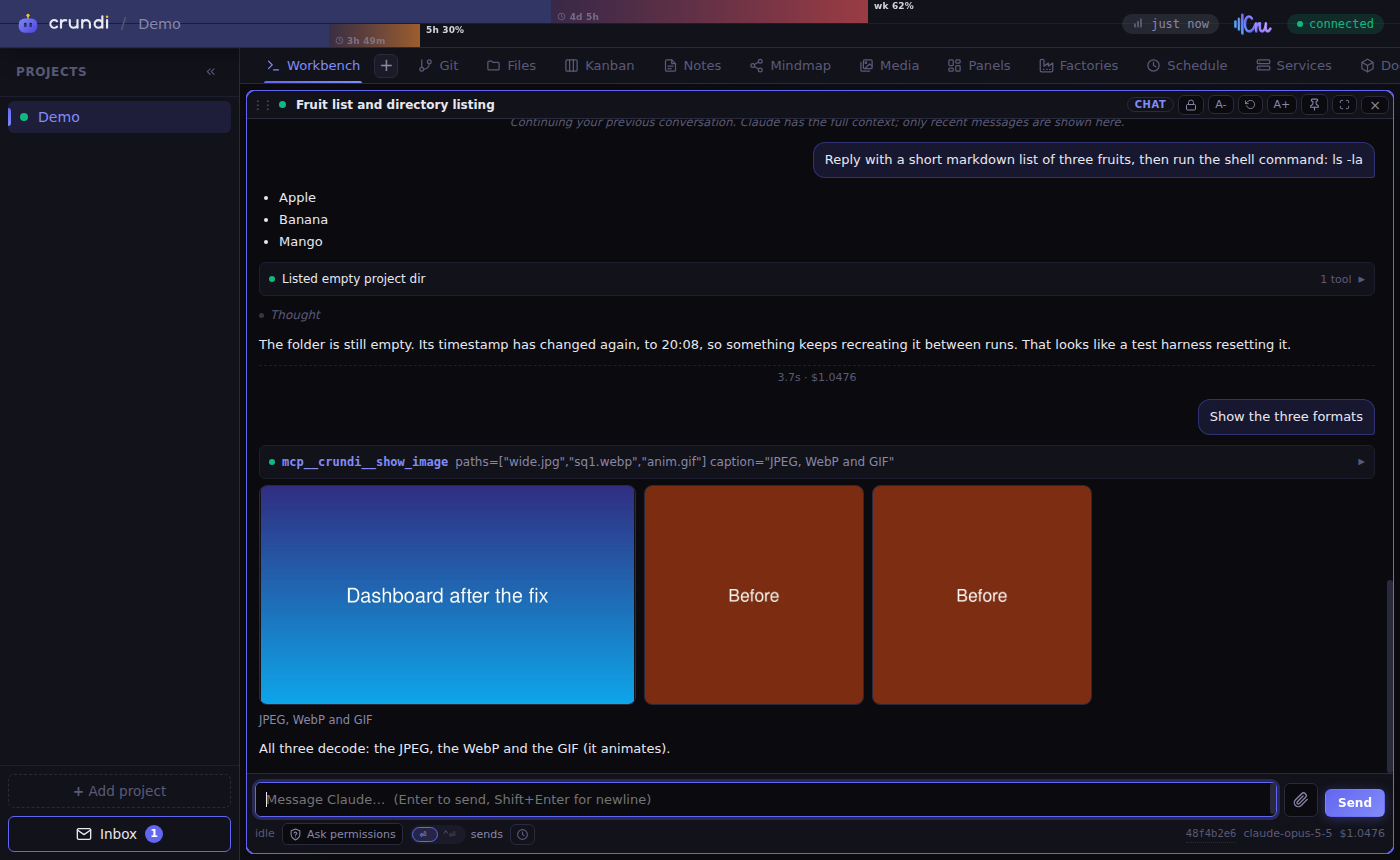 crundi / Demo
4d 5h
wk 62%
3h 49m
5h 30%
just now
Cru
connected
PROJECTS
«
Workbench
+
Git
Files
Kanban
Notes
Mindmap
Media
Panels
Factories
Schedule
Services
Do
Demo
Fruit list and directory listing
CHAT
A-
A+
Continuing your previous conversation. Claude has the full context; only recent messages are shown here.
Reply with a short markdown list of three fruits, then run the shell command: ls -la
• Apple
• Banana
• Mango
Listed empty project dir
1 tool
Thought
The folder is still empty. Its timestamp has changed again, to 20:08, so something keeps recreating it between runs. That looks like a test harness resetting it.
3.7s · $1.0476
Show the three formats
mcp__crundi__show_image paths=["wide.jpg","sq1.webp","anim.gif"] caption="JPEG, WebP and GIF"
Dashboard after the fix
Before
Before
JPEG, WebP and GIF
All three decode: the JPEG, the WebP and the GIF (it animates).
+ Add project
Inbox 1
Message Claude... (Enter to send, Shift+Enter for newline)
Send
idle
Ask permissions
sends
48f4b2e6 claude-opus-5-5 $1.0476